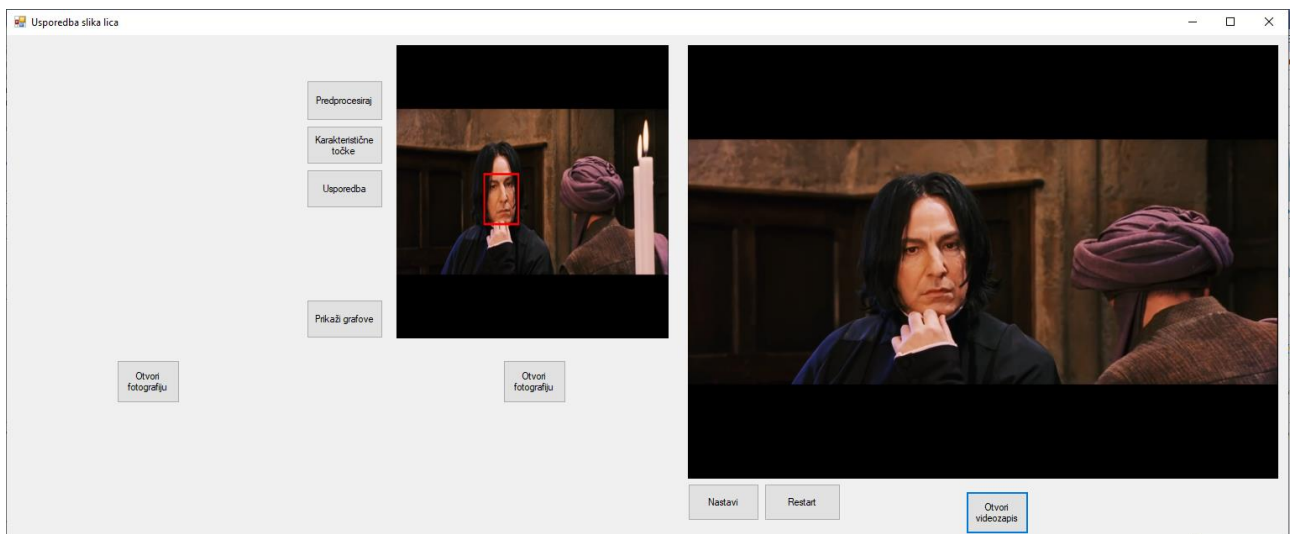 Usporedba slika lica
Predprocesiraj
Karakteristične
točke
Usporedba
Prikaži grafove
Otvori
fotografiju
Otvori
fotografiju
Nastavi
Restart
Otvori
videozapis